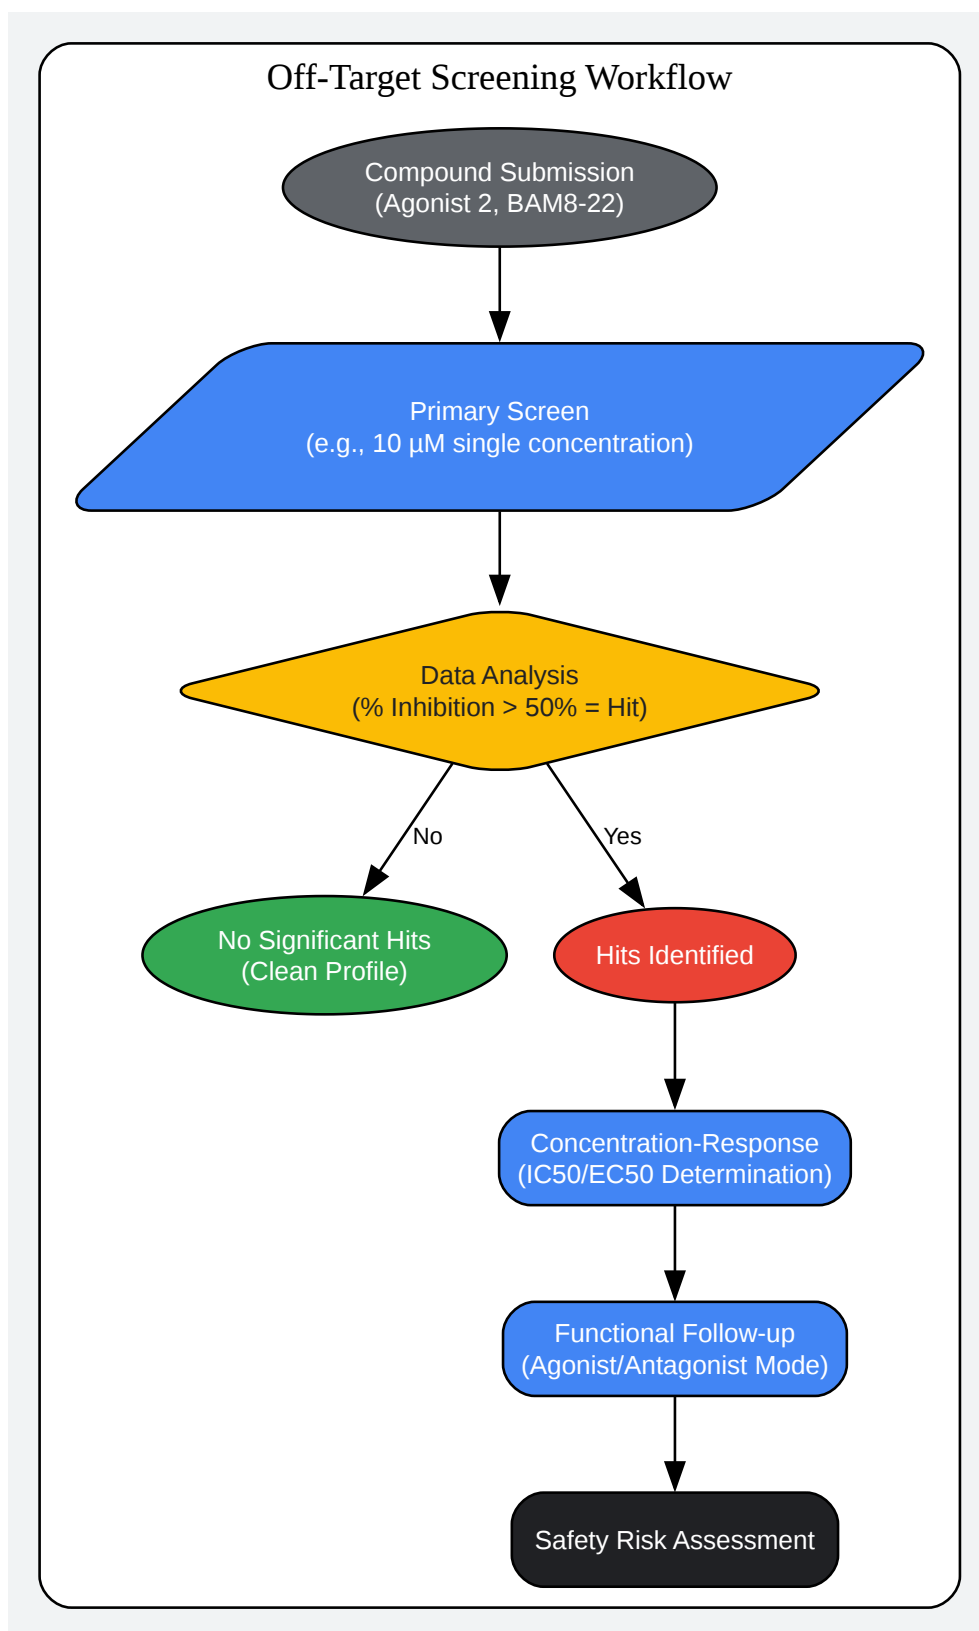 Off-Target Screening Workflow
Compound Submission
(Agonist 2, BAM8-22)
Primary Screen
(e.g., 10 µM single concentration)
Data Analysis
(% Inhibition > 50% = Hit)
No
Yes
No Significant Hits
(Clean Profile)
Hits Identified
Concentration-Response
(IC50/EC50 Determination)
Functional Follow-up
(Agonist/Antagonist Mode)
Safety Risk Assessment